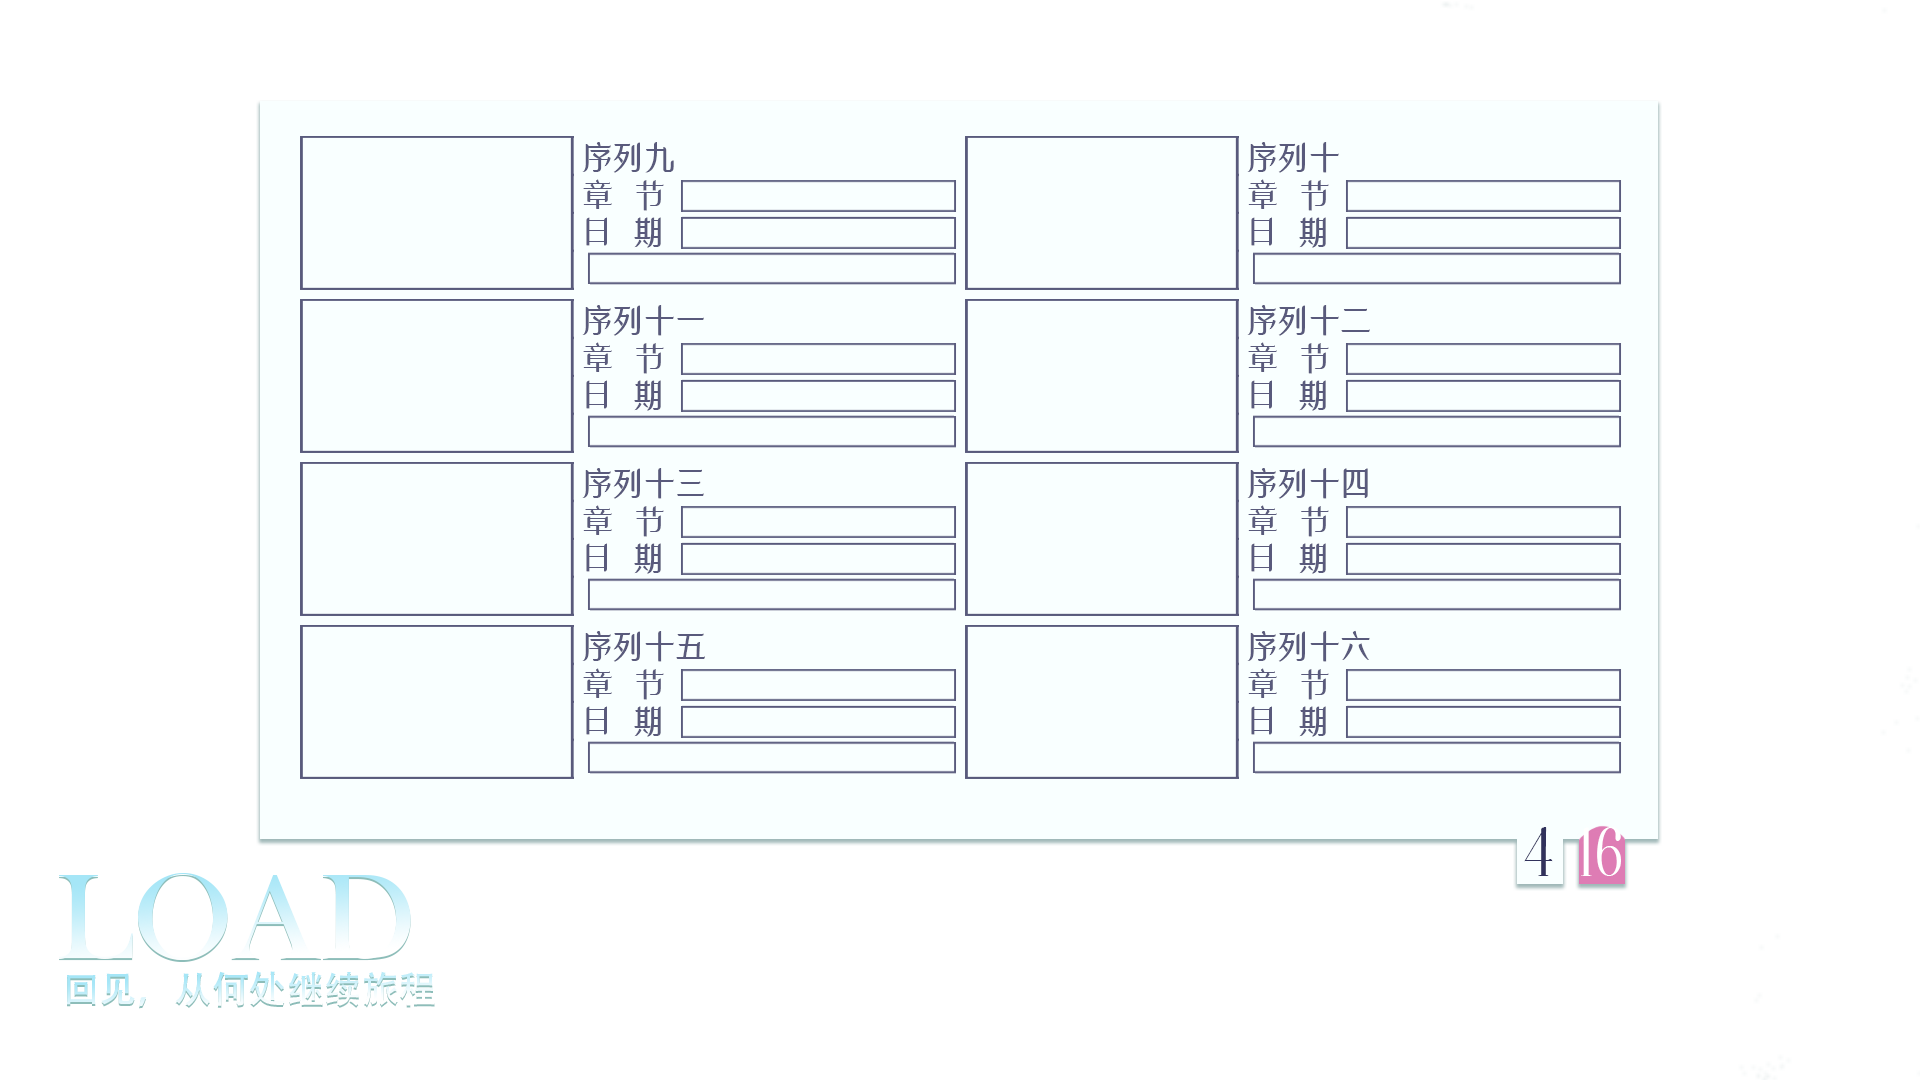 序列九
章 节
日 期
序列十
章 节
日 期
序列十一
章 节
日 期
序列十二
章 节
日 期
序列十三
章 节
日 期
序列十四
章 节
日 期
序列十五
章 节
日 期
序列十六
章 节
日 期
4 16
LOAD
回见，从何处继续旅程